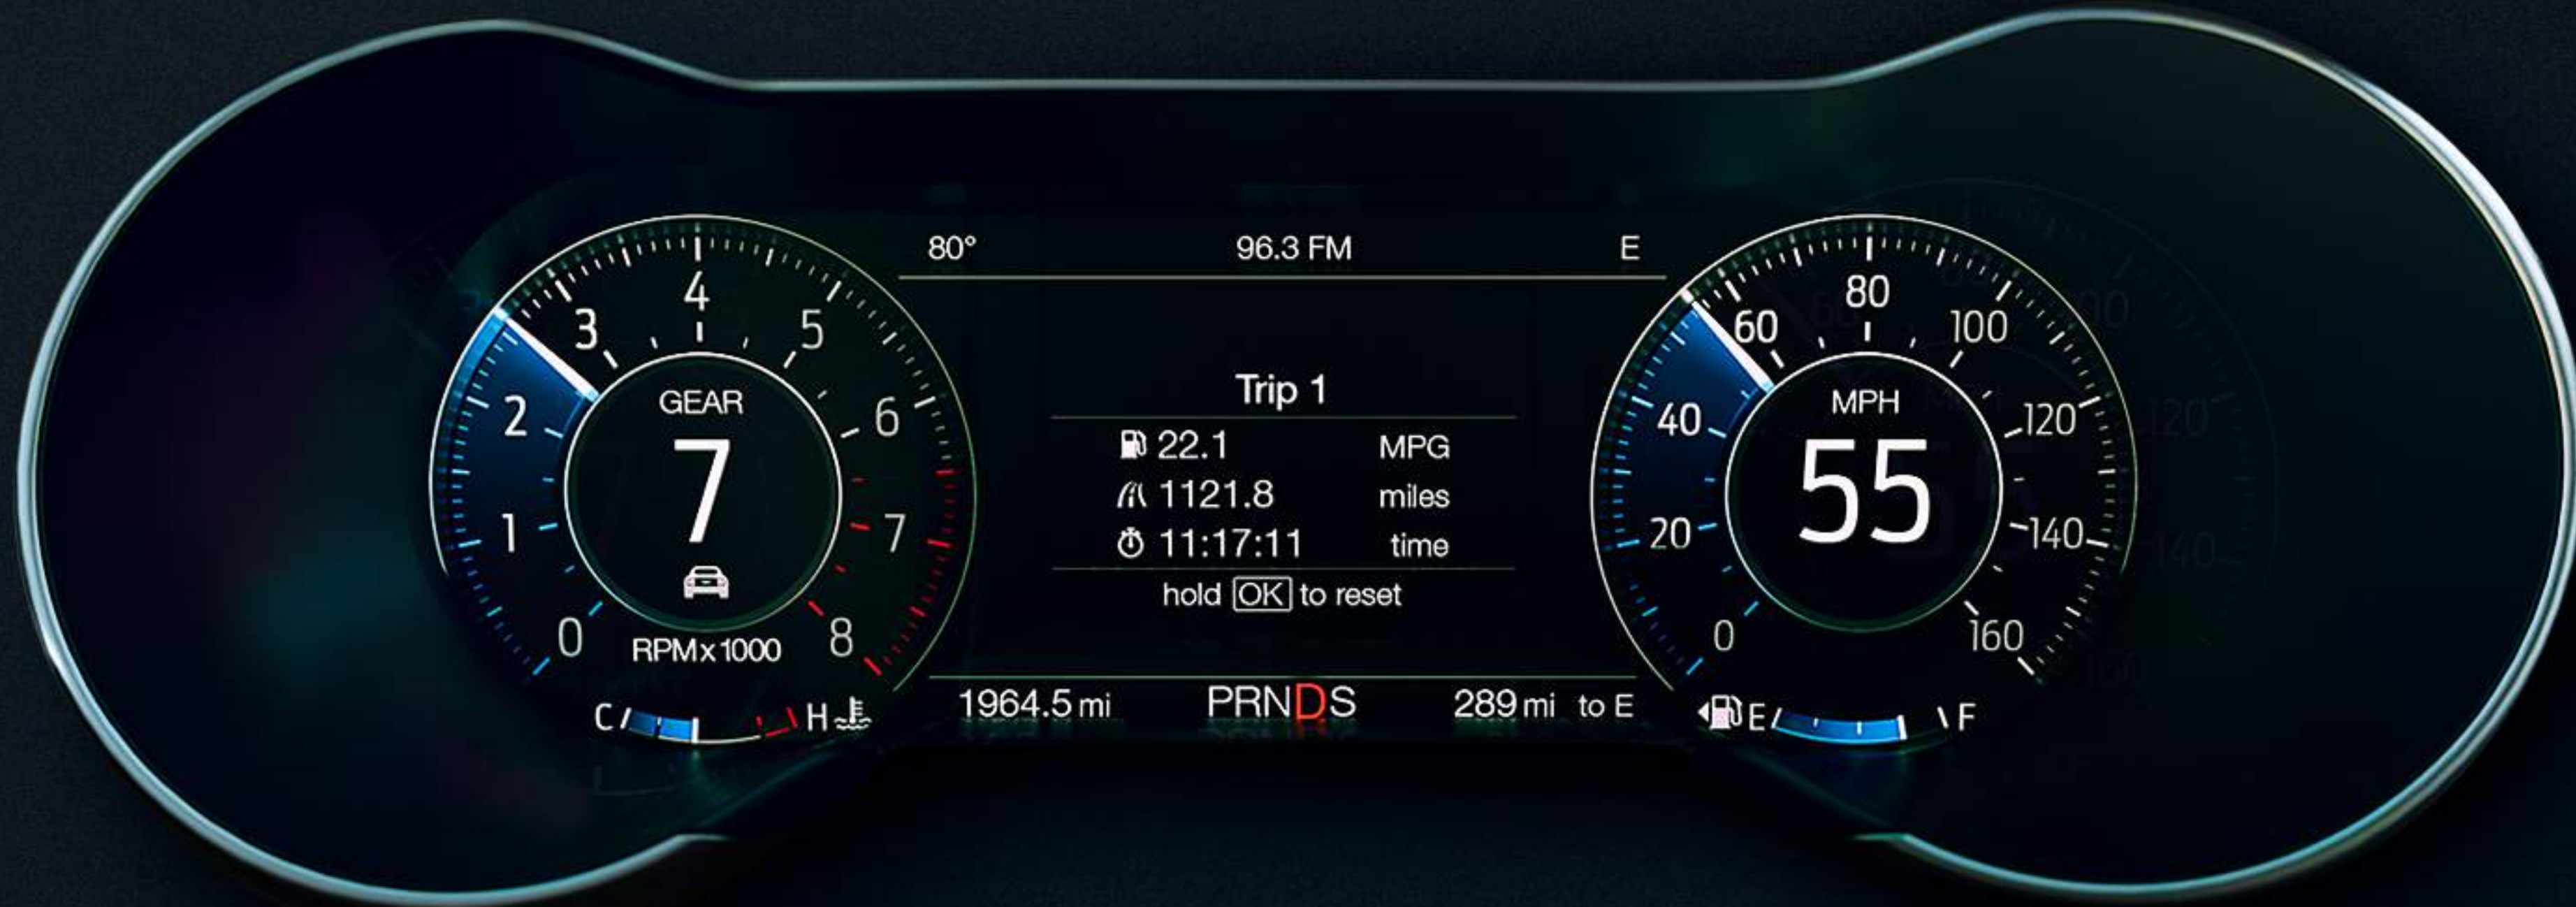 80° 96.3 FM E
4
3 5
2 6
1 7
0 8
GEAR
7
RPMx1000
C H
Trip 1
22.1 MPG
1121.8 miles
11:17:11 time
hold OK to reset
1964.5 mi PRNDS 289 mi to E
80
60 100
40 120
20 140
0 160
MPH
55
E F